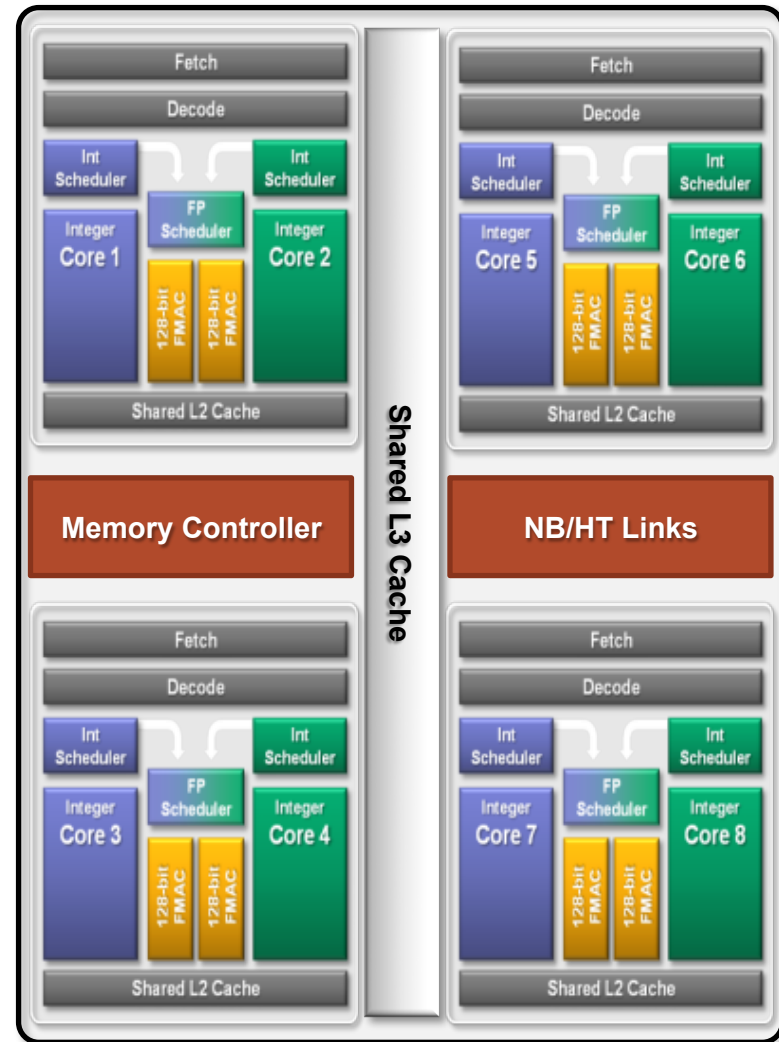 Fetch
Decode
Int
Scheduler
Int
Scheduler
FP
Scheduler
Integer
Core 1
Integer
Core 2
128-bit
FMAC
128-bit
FMAC
Shared L2 Cache
Fetch
Decode
Int
Scheduler
Int
Scheduler
FP
Scheduler
Integer
Core 5
Integer
Core 6
128-bit
FMAC
128-bit
FMAC
Shared L2 Cache
Shared L3 Cache
Memory Controller
NB/HT Links
Fetch
Decode
Int
Scheduler
Int
Scheduler
FP
Scheduler
Integer
Core 3
Integer
Core 4
128-bit
FMAC
128-bit
FMAC
Shared L2 Cache
Fetch
Decode
Int
Scheduler
Int
Scheduler
FP
Scheduler
Integer
Core 7
Integer
Core 8
128-bit
FMAC
128-bit
FMAC
Shared L2 Cache